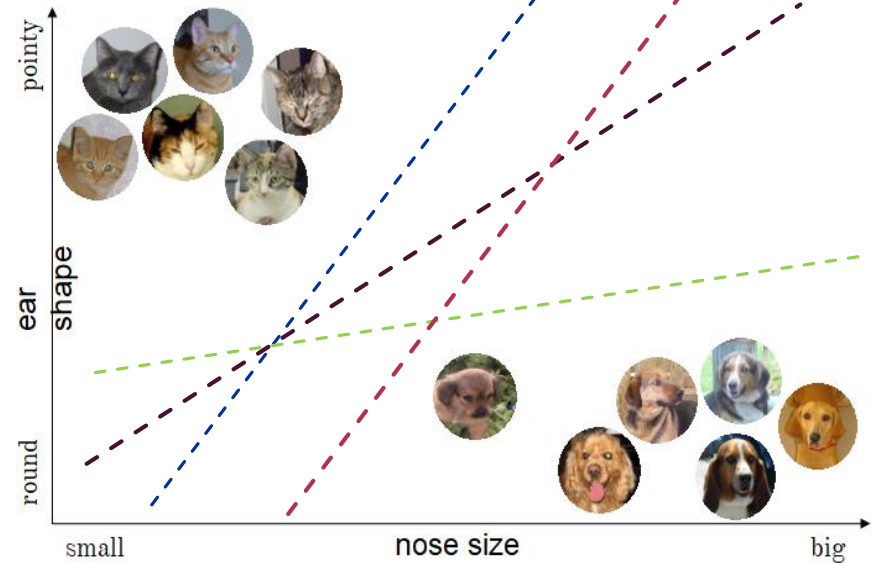 pointy
ear
shape
round
small
nose size
big